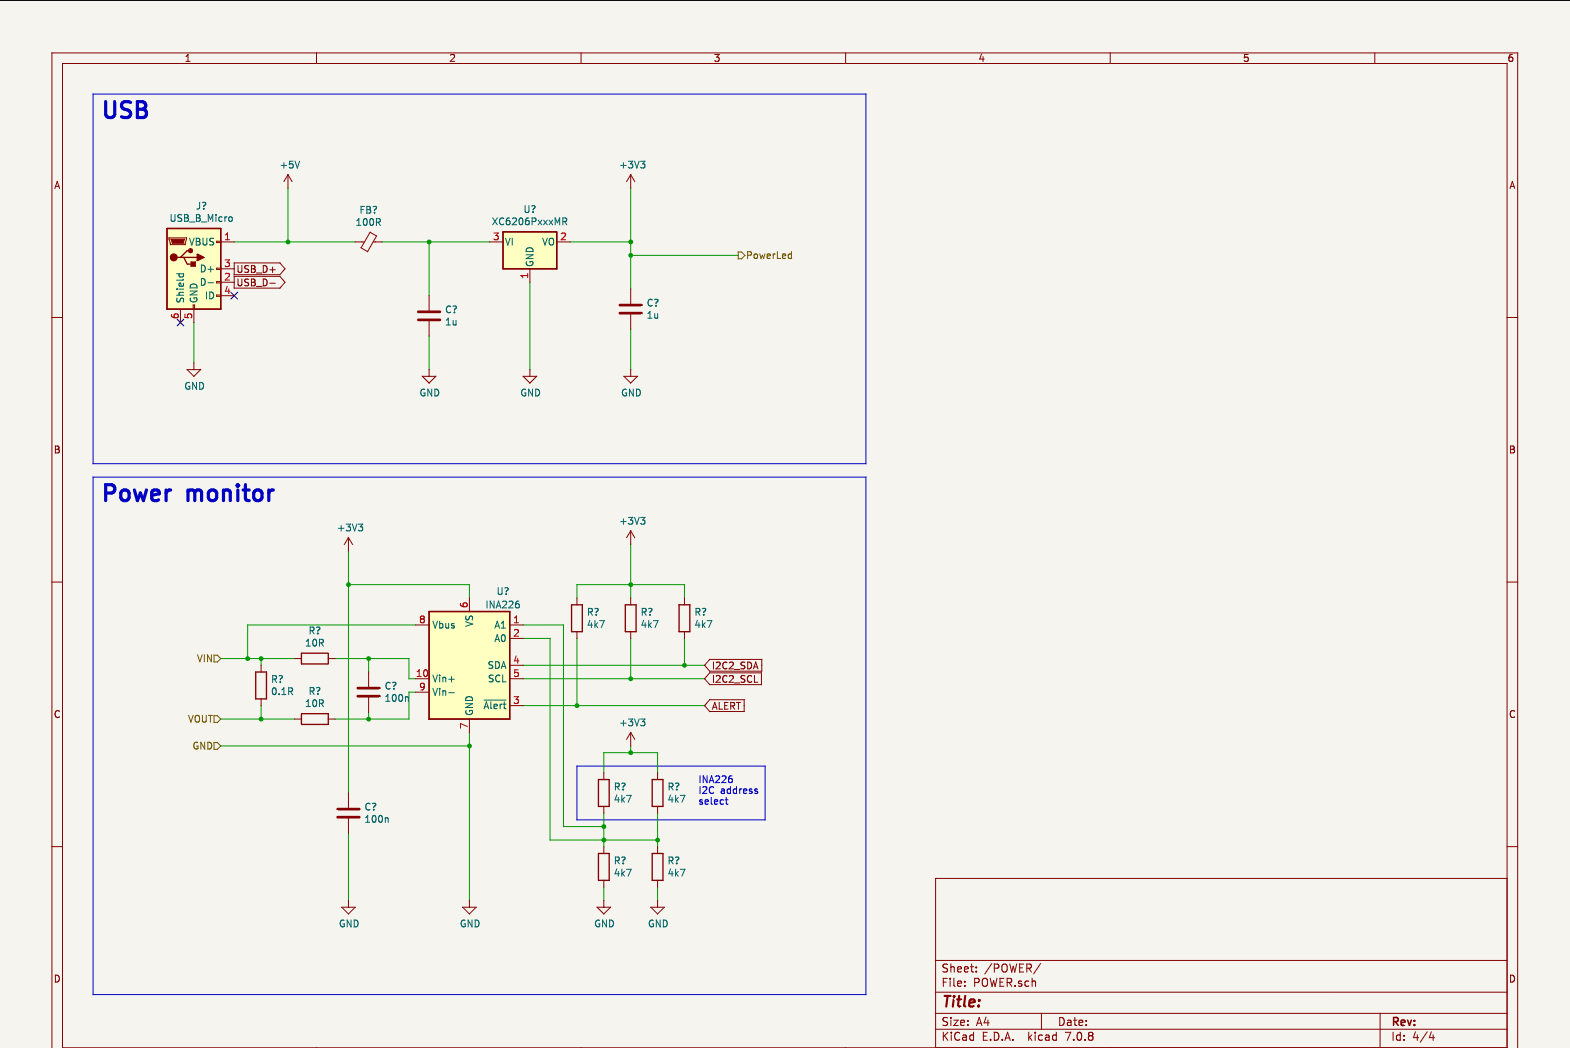 1 2 3 4 5 6
A A
B B
C C
D D
USB
+5V
+3V3
J?
USB_B_Micro
FB?
100R
U?
XC6206PxxxMR
VBUS 1
D+ 3 USB_D+
D- 2 USB_D-
ID 4
Shield 6
GND 5
3 VI VO 2
GND 1
PowerLed
C?
1u
C?
1u
GND
GND
GND
GND
Power monitor
+3V3
+3V3
U?
INA226
6 VS
8 Vbus A1 1
A0 2
SDA 4
SCL 5
10 Vin+
9 Vin-
Alert 3
GND 7
R?
4k7
R?
4k7
R?
4k7
R?
10R
VIN
R?
0.1R
R?
10R
C?
100n
VOUT
GND
I2C2_SDA
I2C2_SCL
ALERT
+3V3
R?
4k7
R?
4k7
INA226
I2C address
select
C?
100n
R?
4k7
R?
4k7
GND
GND
GND
GND
Sheet: /POWER/
File: POWER.sch
Title:
Size: A4 Date: Rev:
KiCad E.D.A. kicad 7.0.8 Id: 4/4